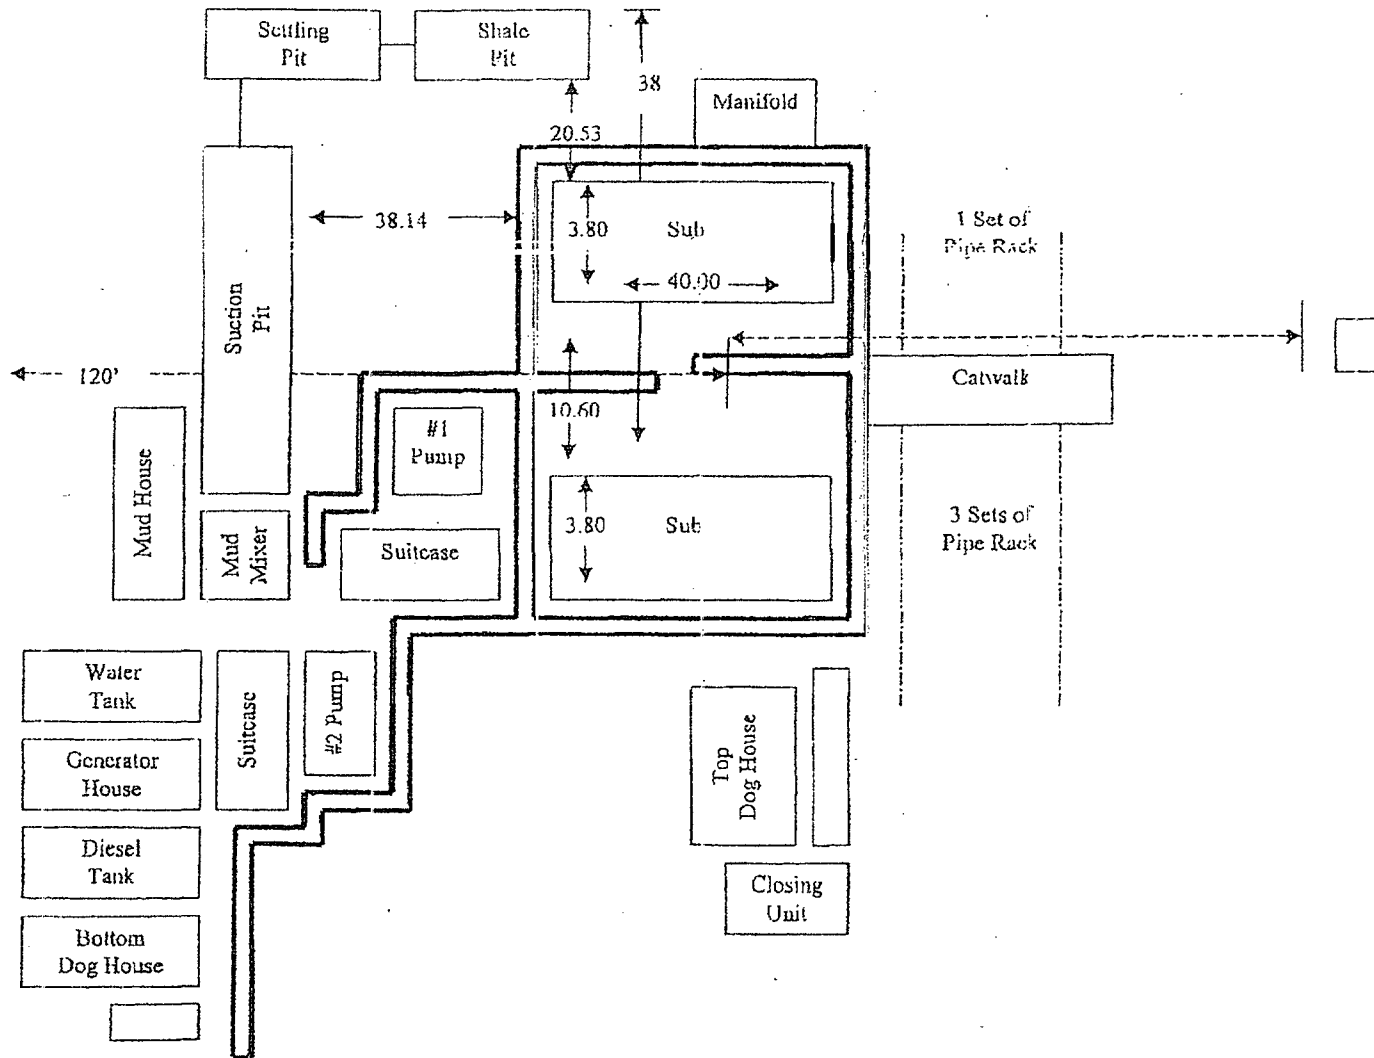 Settling
Pit
Shale
Pit
38
Manifold
20.53
38.14
3.80
Sub
40.00
1 Set of
Pipe Rack
Suction
Pit
120'
Catwalk
10.60
#1
Pump
Mud House
Mud
Mixer
Suitcase
3.80
Sub
3 Sets of
Pipe Rack
Water
Tank
Suitcase
#2 Pump
Generator
House
Top
Dog House
Diesel
Tank
Closing
Unit
Bottom
Dog House